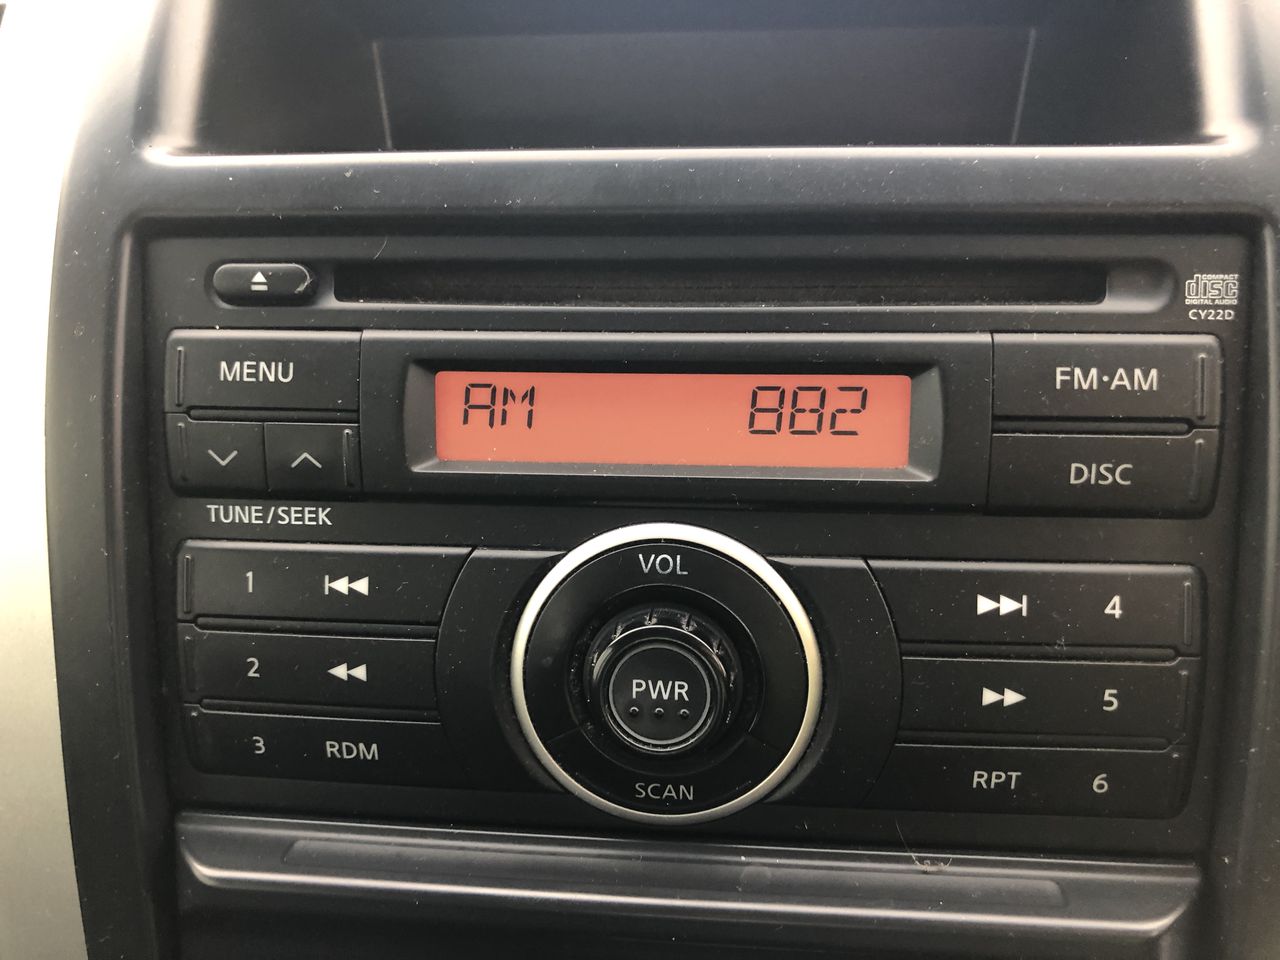 COMPACT
disc
DIGITAL AUDIO
CY22D
MENU
AM 882
FM·AM
DISC
TUNE/SEEK
VOL
1
4
2
PWR
5
3 RDM
SCAN
RPT 6